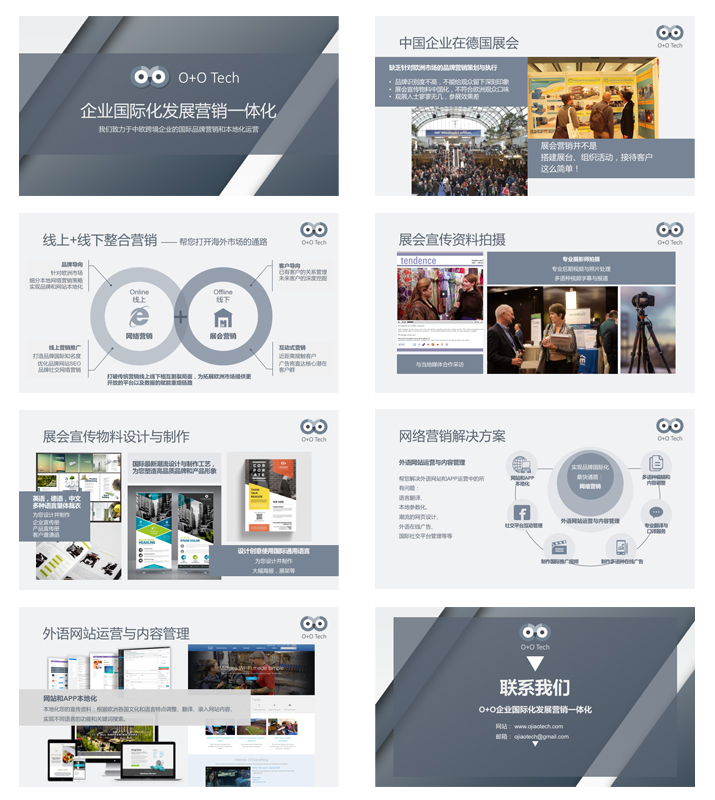 O+O Tech
企业国际化发展营销一体化
我们致力于中欧跨境企业的国际品牌营销和本地化运营
O+O Tech
中国企业在德国展会
缺乏针对欧洲市场的品牌营销策划与执行
• 品牌识别度不高，不能给观众留下深刻印象
• 展会宣传物料中国化，不符合欧洲观众口味
• 观展人士寥寥无几，参展效果差
展会营销并不是
搭建展台、组织活动，接待客户
这么简单！
O+O Tech
线上+线下整合营销 —— 帮您打开海外市场的通路
品牌导向
针对欧洲市场
细分本地网络营销策略
实现品牌和网站本地化
客户导向
已有客户的关系管理
未来客户的深度挖掘
Online
线上
网络营销
+
Offline
线下
展会营销
线上营销推广
打造品牌国际知名度
优化品牌网站SEO
品牌社交网络营销
互动式营销
近距离接触客户
广告可直达核心潜在
客户群
打破传统营销线上线下相互割裂局面，为拓展欧洲市场提供更
开放的平台以及数据的赋能重组链路
O+O Tech
展会宣传资料拍摄
tendence
专业摄影师拍摄
专业后期视频与照片处理
多语种视频字幕与报道
与当地媒体合作采访
O+O Tech
展会宣传物料设计与制作
国际最新潮流设计与制作工艺，
为您塑造高品质品牌和产品形象
英语，德语，中文
多种语言量体裁衣
为您设计并制作
企业宣传册
产品宣传册
客户邀请函
CORPORATE
设计创意使用国际通用语言
为您设计并制作
大幅海报，展架等
O+O Tech
网络营销解决方案
外语网站运营与内容管理
帮您解决外语网站和APP运营中的所
有问题：
语言翻译，
本地参数化，
潮流的网页设计，
外语在线广告，
国际社交平台管理等等
实现品牌国际化
最快通道
网络营销
外语网站运营与内容管理
网站和APP
本地化
多语种编辑和
内容管理
社交平台互动管理
专业翻译与
口译服务
制作国际推广视频
制作多语种在线广告
O+O Tech
外语网站运营与内容管理
网站和APP本地化
本地化您的宣传资料：根据欧洲各国文化和语言特点调整、翻译、录入网站内容，
实现不同语言的功能和关键词搜索。
O+O Tech
联系我们
O+O企业国际化发展营销一体化
网站： www.ojiaotech.com
邮箱： ojiaotech@gmail.com